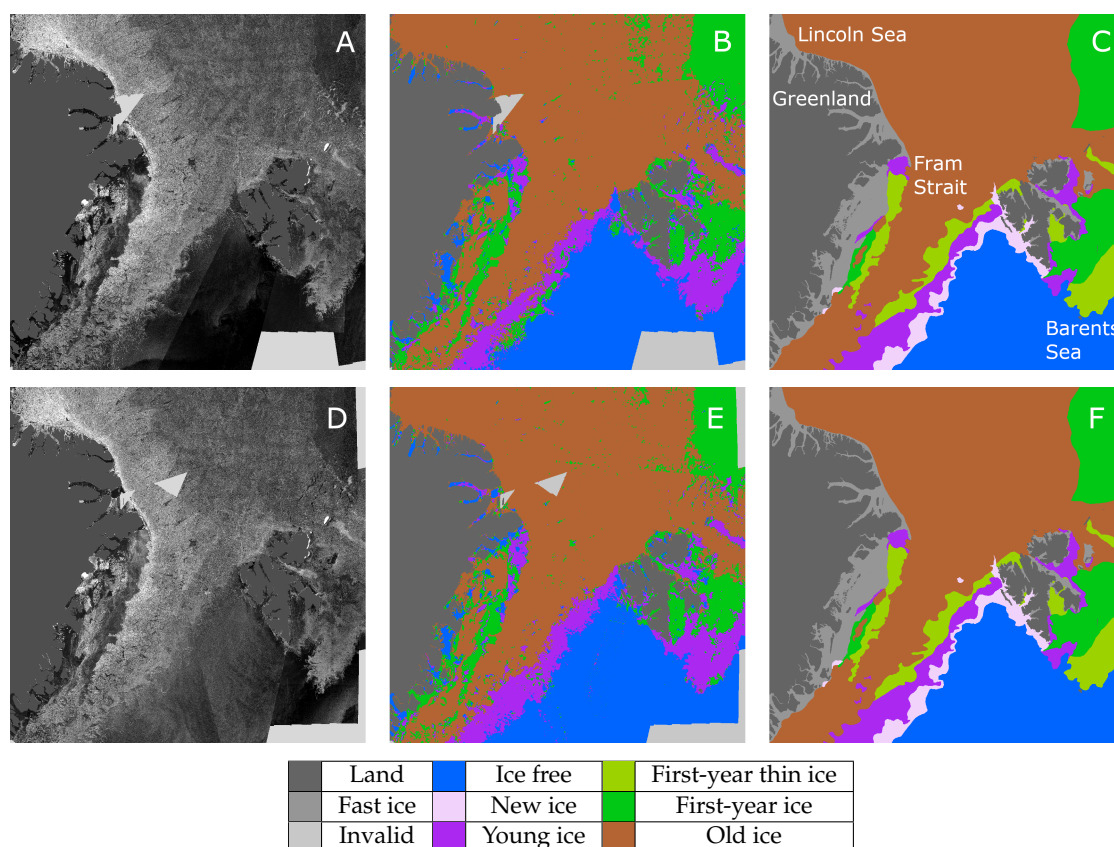 A
B
C
Lincoln Sea
Greenland
Fram
Strait
Barents
Sea
D
E
F
Land Ice free First-year thin ice
Fast ice New ice First-year ice
Invalid Young ice Old ice